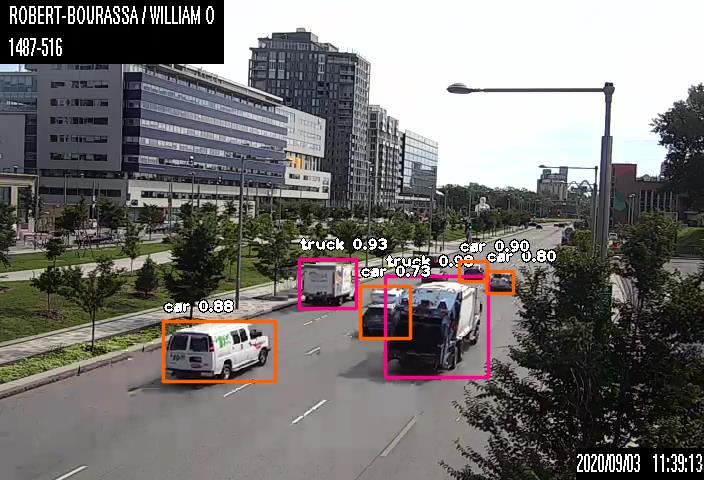 ROBERT-BOURASSA / WILLIAM O
1487-516
truck 0.93
car 0.90
car 0.80
car 0.73
car 0.88
2020/09/03 11:39:13